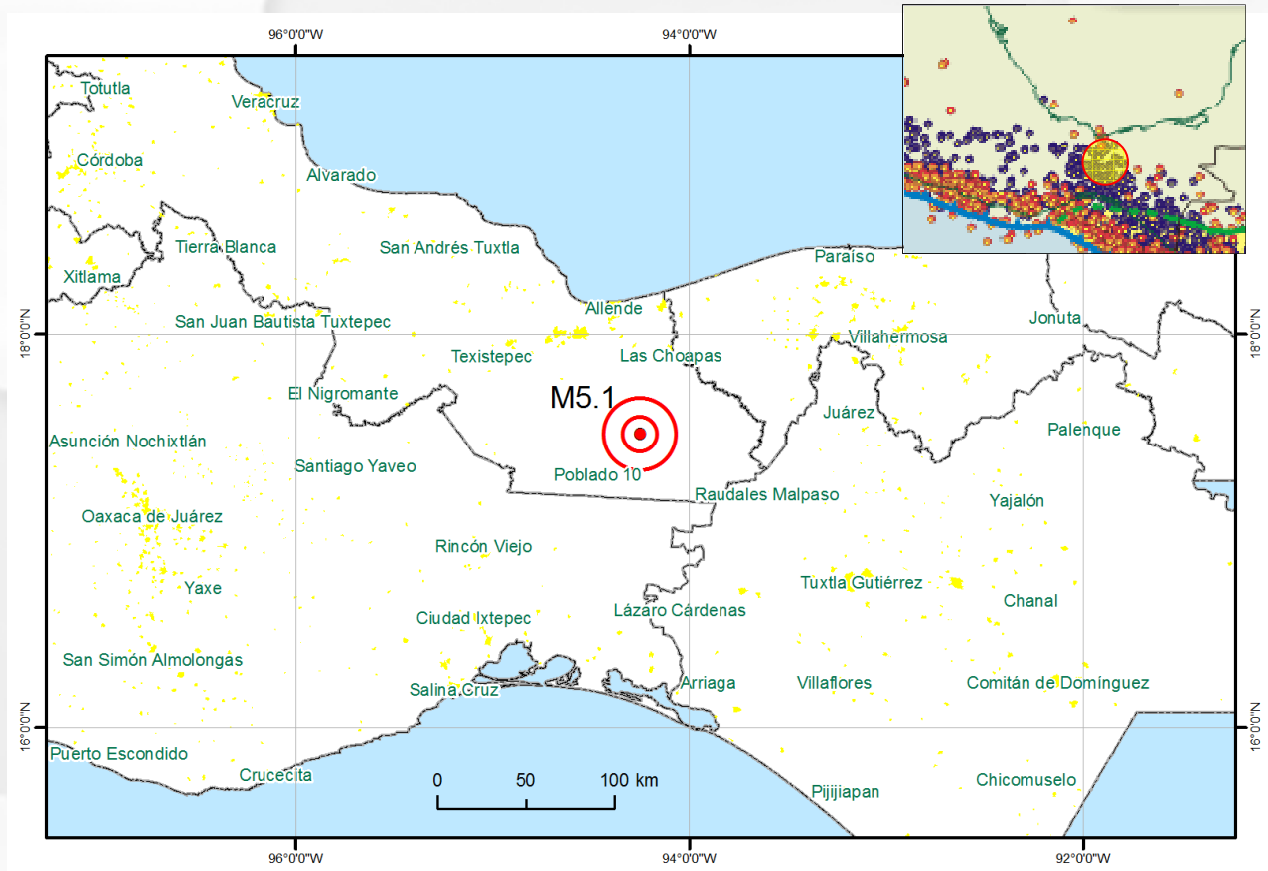 96°0'0"W
94°0'0"W
Totutla
Veracruz
Córdoba
Alvarado
Tierra Blanca
San Andrés Tuxtla
Paraíso
Xitlama
Allende
Jonuta
San Juan Bautista Tuxtepec
18°0'0"N
18°0'0"N
Villahermosa
Texistepec
Las Choapas
El Nigromante
M5.1
Juárez
Palenque
Asunción Nochixtlán
Santiago Yaveo
Poblado 10
Raudales Malpaso
Yajalón
Oaxaca de Juárez
Rincón Viejo
Yaxe
Tuxtla Gutiérrez
Chanal
Ciudad Ixtepec
Lázaro Cárdenas
San Simón Almolongas
Salina Cruz
Arriaga
Villaflores
Comitán de Domínguez
16°0'0"N
16°0'0"N
Puerto Escondido
Crucecita
0 50 100 km
Chicomuselo
Pijijiapan
96°0'0"W
94°0'0"W
92°0'0"W